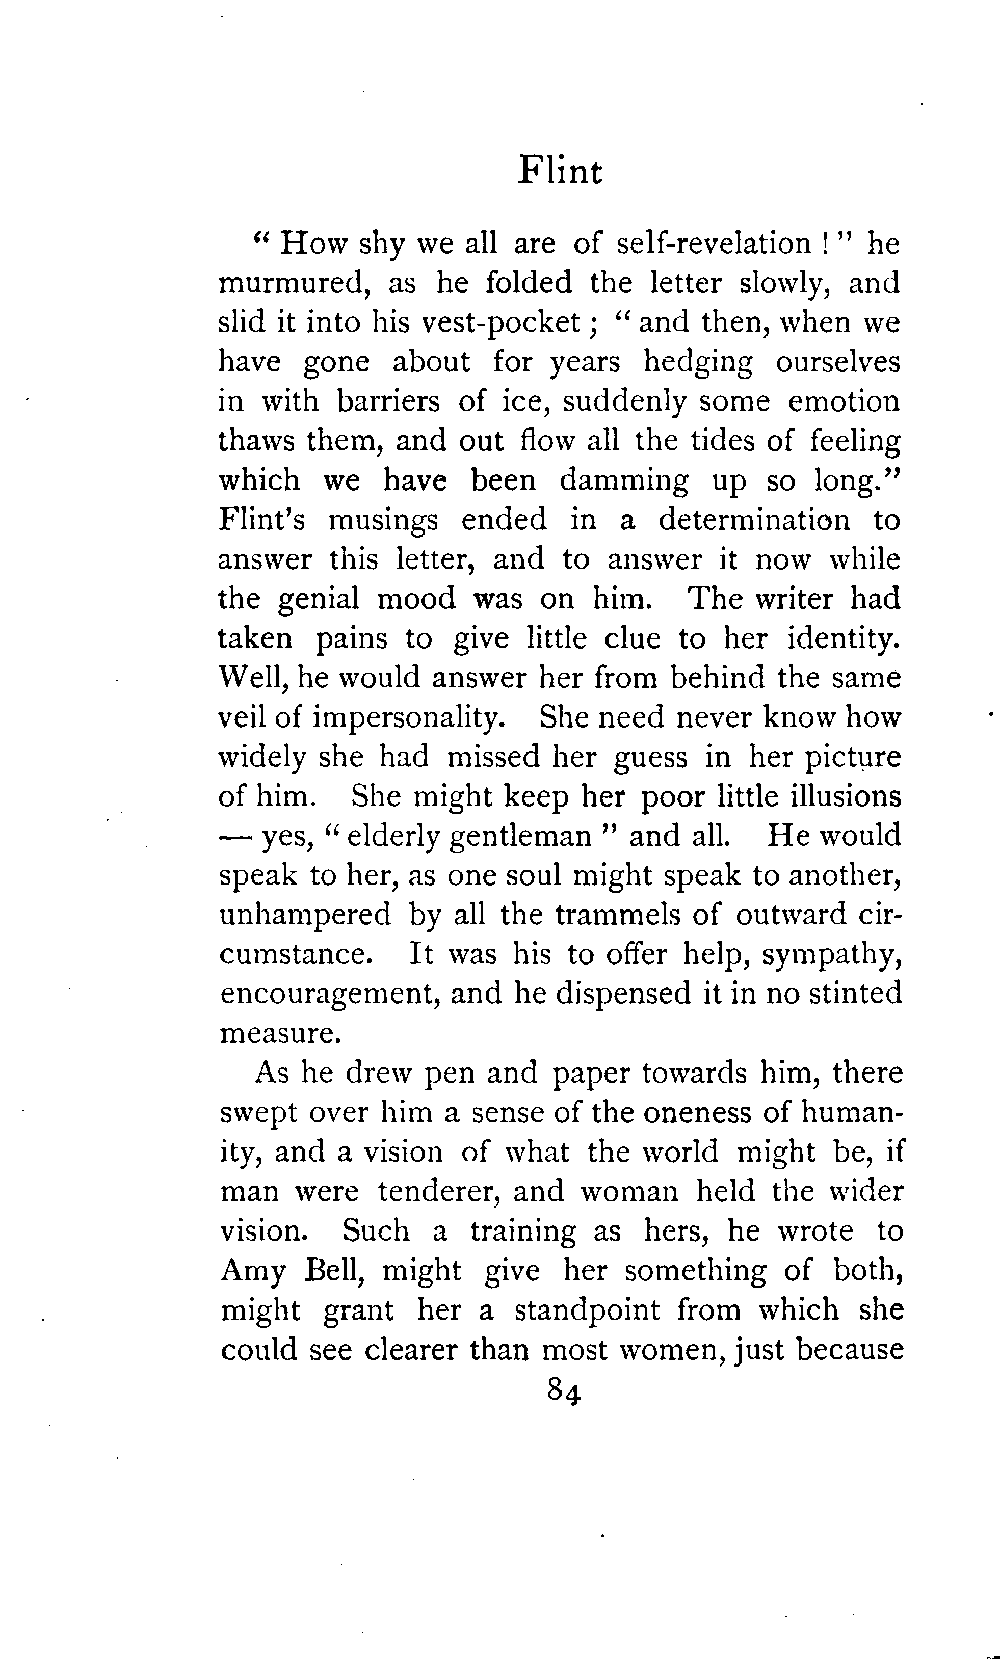 Flint
“ How shy we all are of self-revelation ! ” he
murmured, as he folded the letter slowly, and
slid it into his vest-pocket ; “ and then, when we
have gone about for years hedging ourselves
in with barriers of ice, suddenly some emotion
thaws them, and out flow all the tides of feeling
which we have been damming up so long.”
Flint's musings ended in a determination to
answer this letter, and to answer it now while
the genial mood was on him. The writer had
taken pains to give little clue to her identity.
Well, he would answer her from behind the same
veil of impersonality. She need never know how
widely she had missed her guess in her picture
of him. She might keep her poor little illusions
— yes, “ elderly gentleman ” and all. He would
speak to her, as one soul might speak to another,
unhampered by all the trammels of outward cir-
cumstance. It was his to offer help, sympathy,
encouragement, and he dispensed it in no stinted
measure.
As he drew pen and paper towards him, there
swept over him a sense of the oneness of human-
ity, and a vision of what the world might be, if
man were tenderer, and woman held the wider
vision. Such a training as hers, he wrote to
Amy Bell, might give her something of both,
might grant her a standpoint from which she
could see clearer than most women, just because
84